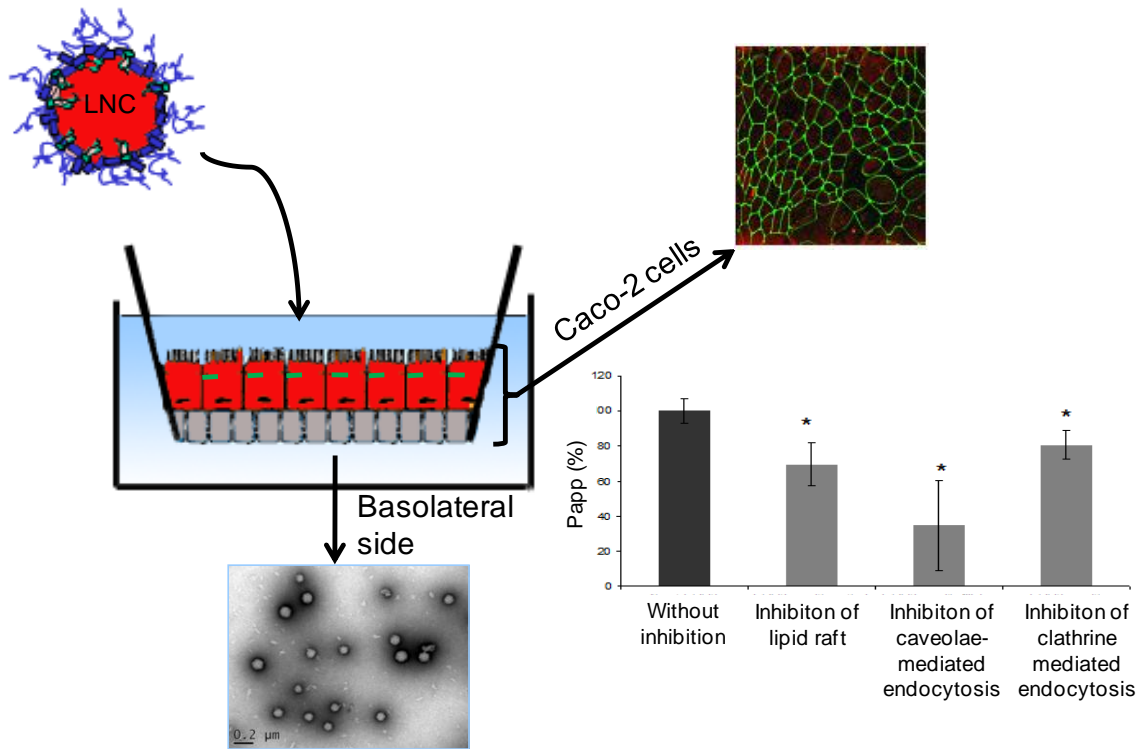 LNC
Caco-2 cells
Basolateral
side
0.2 µm
Papp (%)
120
100
80
60
40
20
0
Without
inhibition
Inhibiton of
lipid raft
Inhibiton of
caveolae-
mediated
endocytosis
Inhibiton of
clathrine
mediated
endocytosis
*
*
*